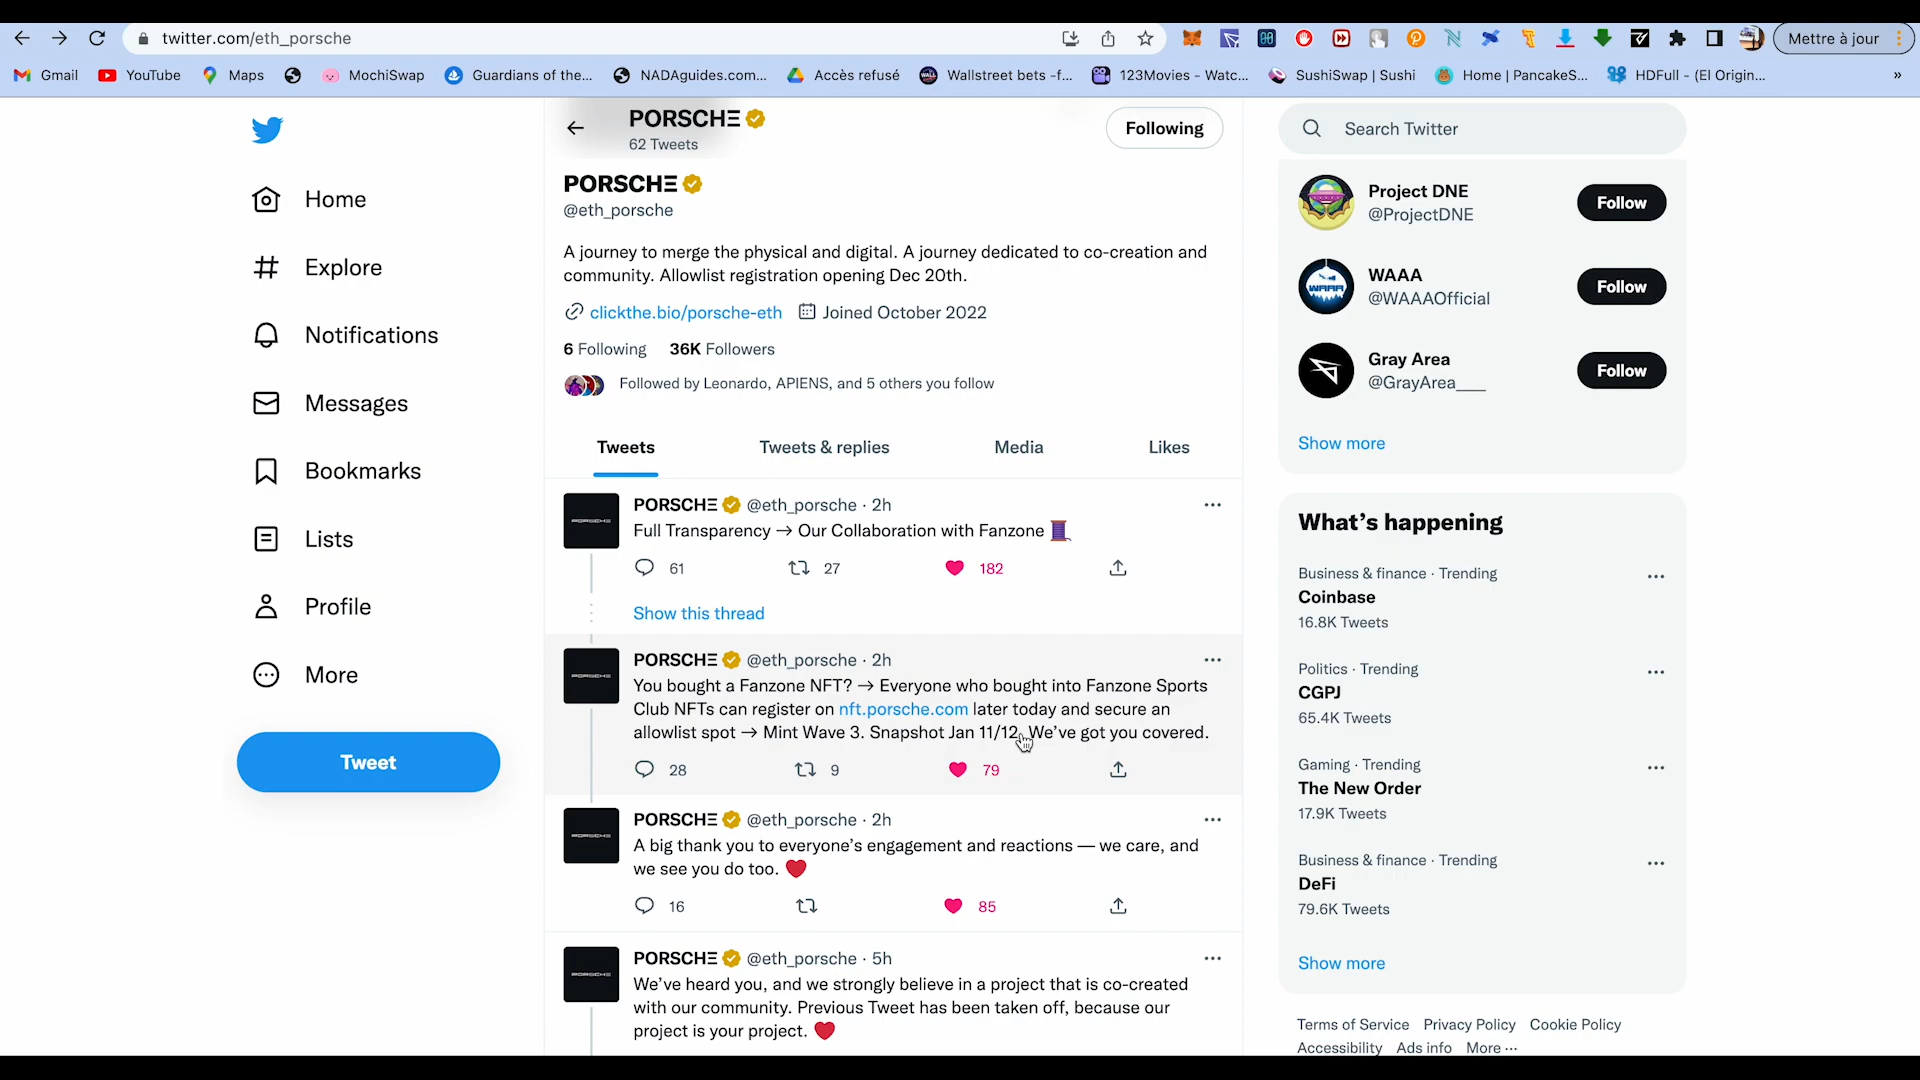 twitter.com/eth_porsche
Mettre à jour
Gmail
YouTube
Maps
MochiSwap
Guardians of the...
NADAguides.com...
Accès refusé
Wallstreet bets -f...
123Movies - Watc...
SushiSwap | Sushi
Home | PancakeS...
HDFull - (El Origin...
»
Home
Explore
Notifications
Messages
Bookmarks
Lists
Profile
More
Tweet
PORSCHΞ
62 Tweets
Following
PORSCHΞ
@eth_porsche
A journey to merge the physical and digital. A journey dedicated to co-creation and
community. Allowlist registration opening Dec 20th.
clickthe.bio/porsche-eth Joined October 2022
6 Following 36K Followers
Followed by Leonardo, APIENS, and 5 others you follow
Tweets Tweets & replies Media Likes
PORSCHΞ @eth_porsche · 2h
Full Transparency → Our Collaboration with Fanzone 🧵
61 27 182
Show this thread
PORSCHΞ @eth_porsche · 2h
You bought a Fanzone NFT? → Everyone who bought into Fanzone Sports
Club NFTs can register on nft.porsche.com later today and secure an
allowlist spot → Mint Wave 3. Snapshot Jan 11/12. We've got you covered.
28 9 79
PORSCHΞ @eth_porsche · 2h
A big thank you to everyone's engagement and reactions — we care, and
we see you do too. ❤️
16 85
PORSCHΞ @eth_porsche · 5h
We've heard you, and we strongly believe in a project that is co-created
with our community. Previous Tweet has been taken off, because our
project is your project. ❤️
Search Twitter
Project DNE
@ProjectDNE
Follow
WAAA
@WAAAOfficial
Follow
Gray Area
@GrayArea____
Follow
Show more
What's happening
Business & finance · Trending
Coinbase
16.8K Tweets
Politics · Trending
CGPJ
65.4K Tweets
Gaming · Trending
The New Order
17.9K Tweets
Business & finance · Trending
DeFi
79.6K Tweets
Show more
Terms of Service Privacy Policy Cookie Policy
Accessibility Ads info More ···